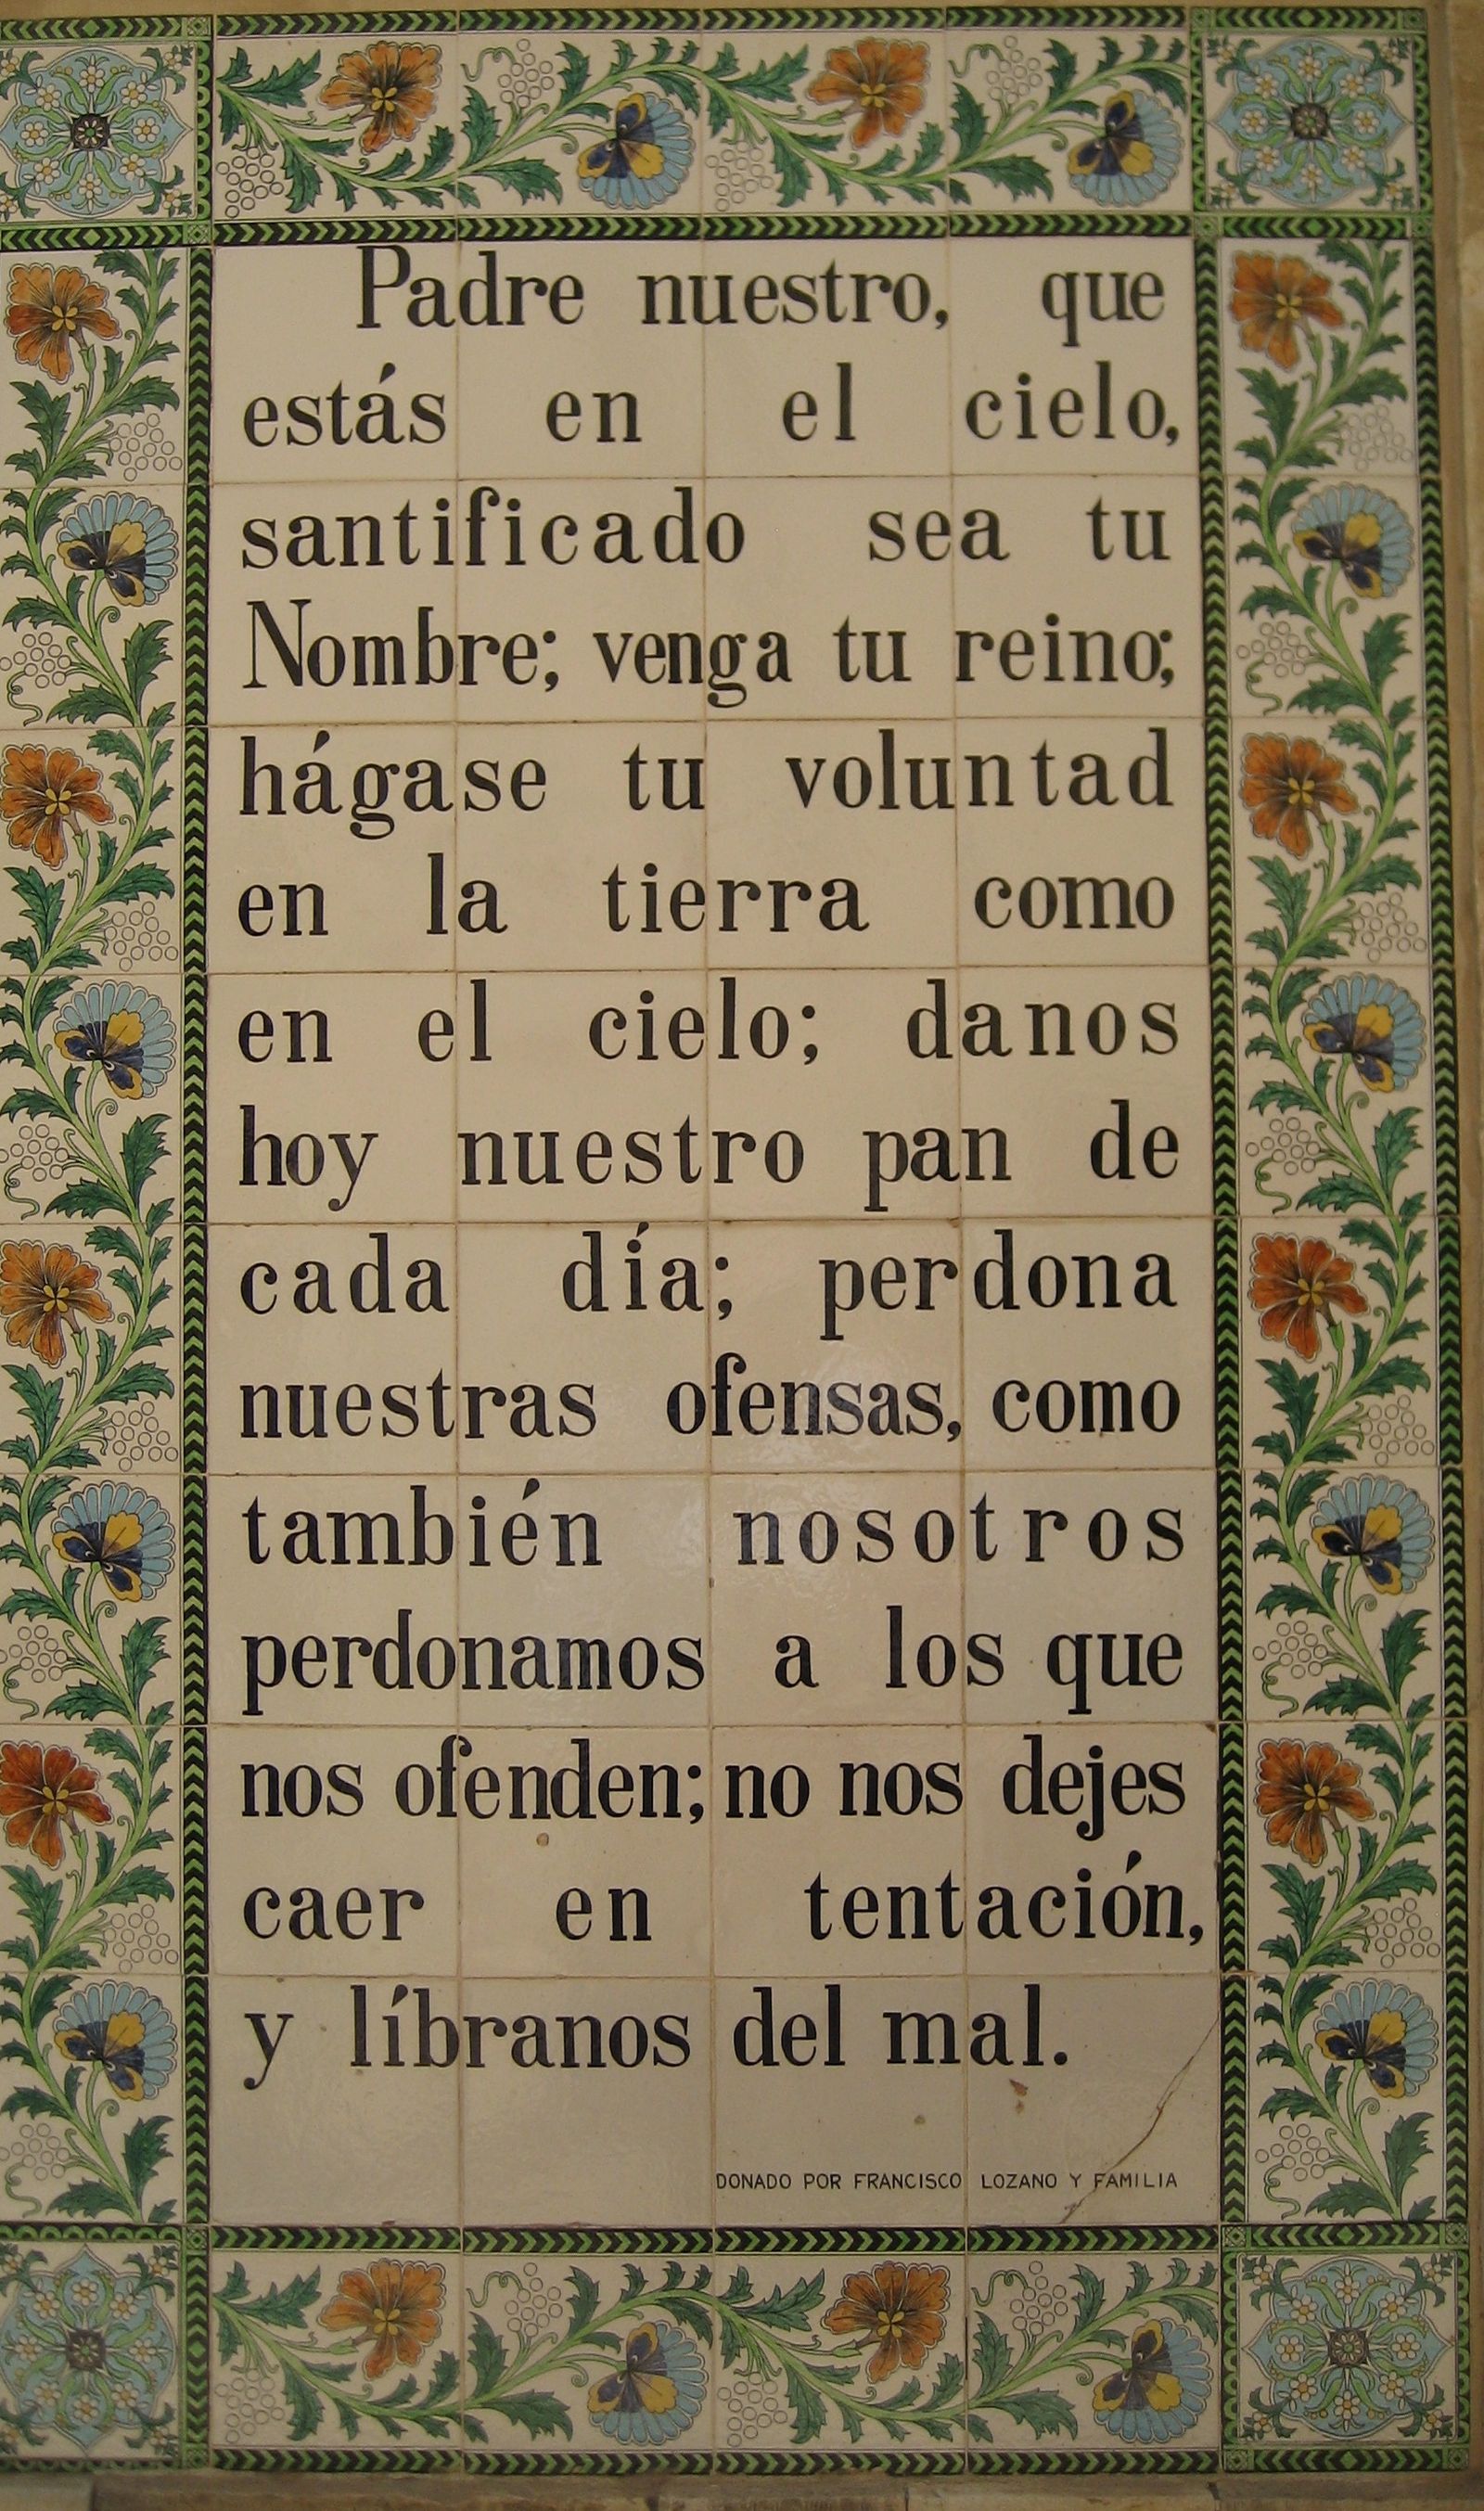 Padre nuestro, que
estás en el cielo,
santificado sea tu
Nombre; venga tu reino;
hágase tu voluntad
en la tierra como
en el cielo; danos
hoy nuestro pan de
cada día; perdona
nuestras ofensas, como
también nosotros
perdonamos a los que
nos ofenden; no nos dejes
caer en tentación,
y líbranos del mal.
DONADO POR FRANCISCO LOZANO Y FAMILIA